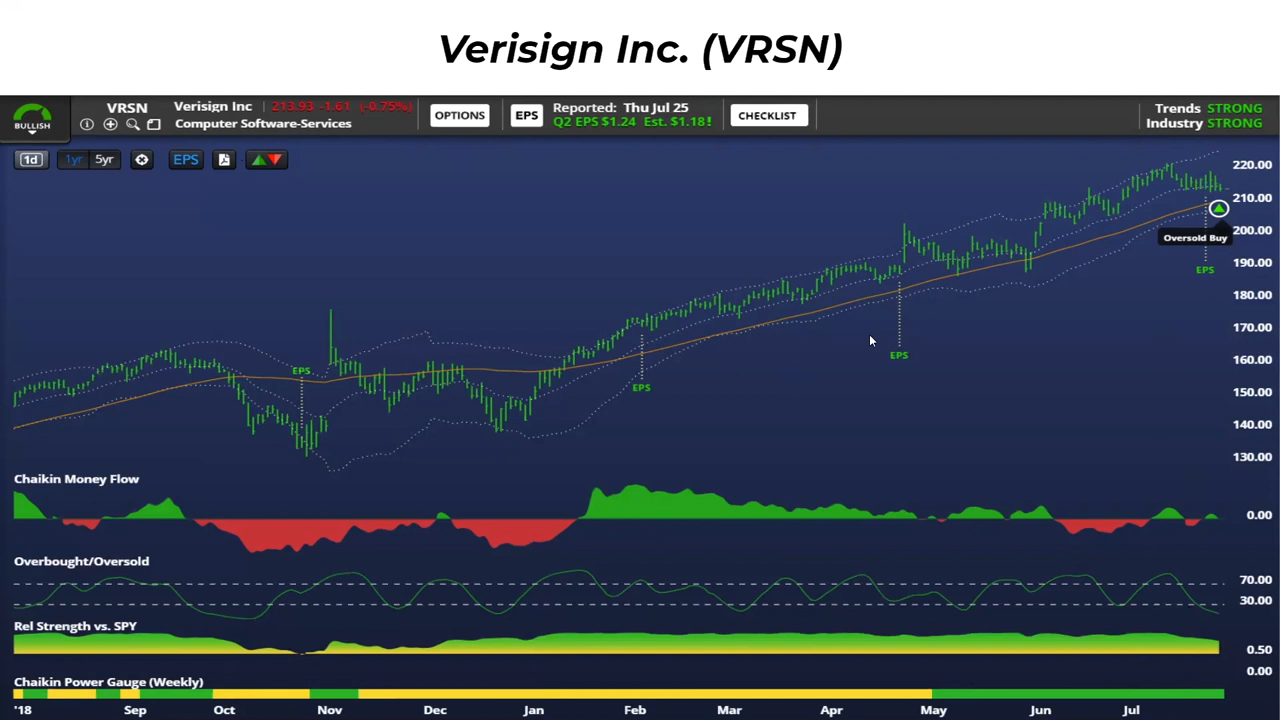 Verisign Inc. (VRSN)
BULLISH
VRSN
Verisign Inc 213.93 -1.61 (-0.75%)
Computer Software-Services
OPTIONS
EPS
Reported: Thu Jul 25
Q2 EPS $1.24 Est. $1.18!
CHECKLIST
Trends STRONG
Industry STRONG
1d
1yr 5yr
EPS
220.00
210.00
200.00
190.00
180.00
170.00
160.00
150.00
140.00
130.00
Oversold Buy
EPS
EPS
EPS
EPS
Chaikin Money Flow
0.00
Overbought/Oversold
70.00
30.00
Rel Strength vs. SPY
0.50
0.00
Chaikin Power Gauge (Weekly)
'18 Sep Oct Nov Dec Jan Feb Mar Apr May Jun Jul